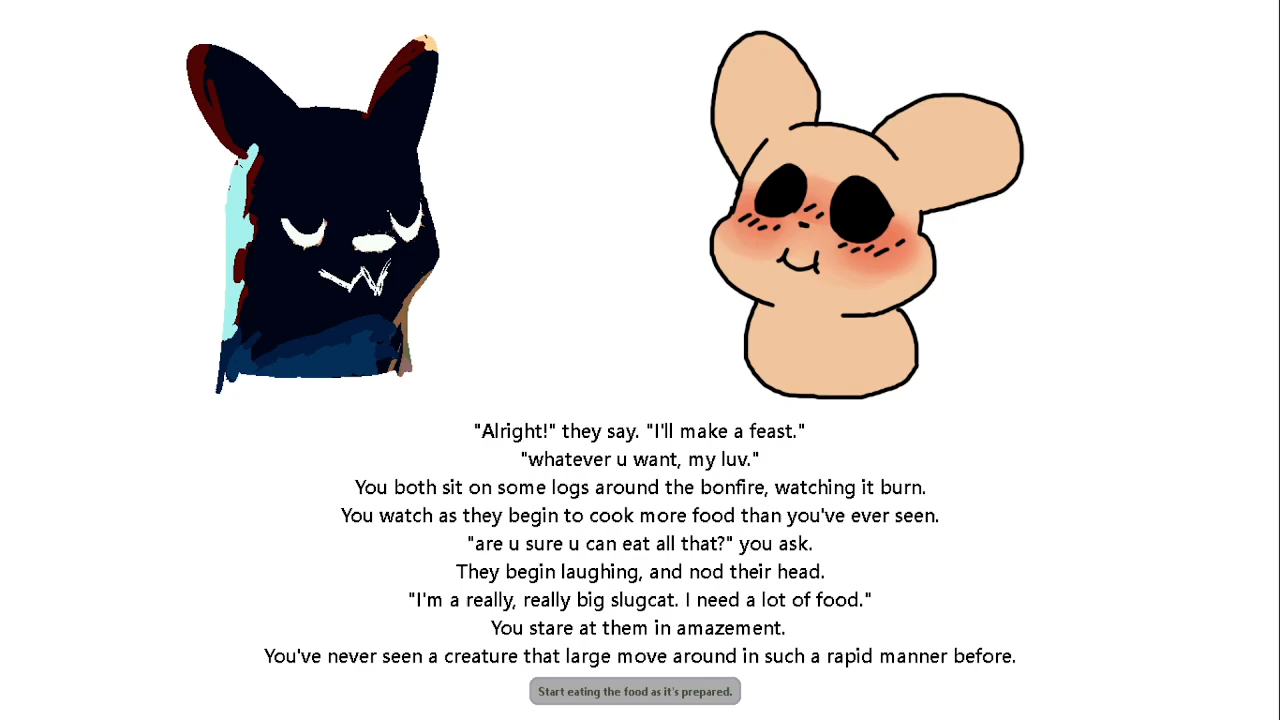 "Alright!" they say. "I'll make a feast."
"whatever u want, my luv."
You both sit on some logs around the bonfire, watching it burn.
You watch as they begin to cook more food than you've ever seen.
"are u sure u can eat all that?" you ask.
They begin laughing, and nod their head.
"I'm a really, really big slugcat. I need a lot of food."
You stare at them in amazement.
You've never seen a creature that large move around in such a rapid manner before.
Start eating the food as it's prepared.